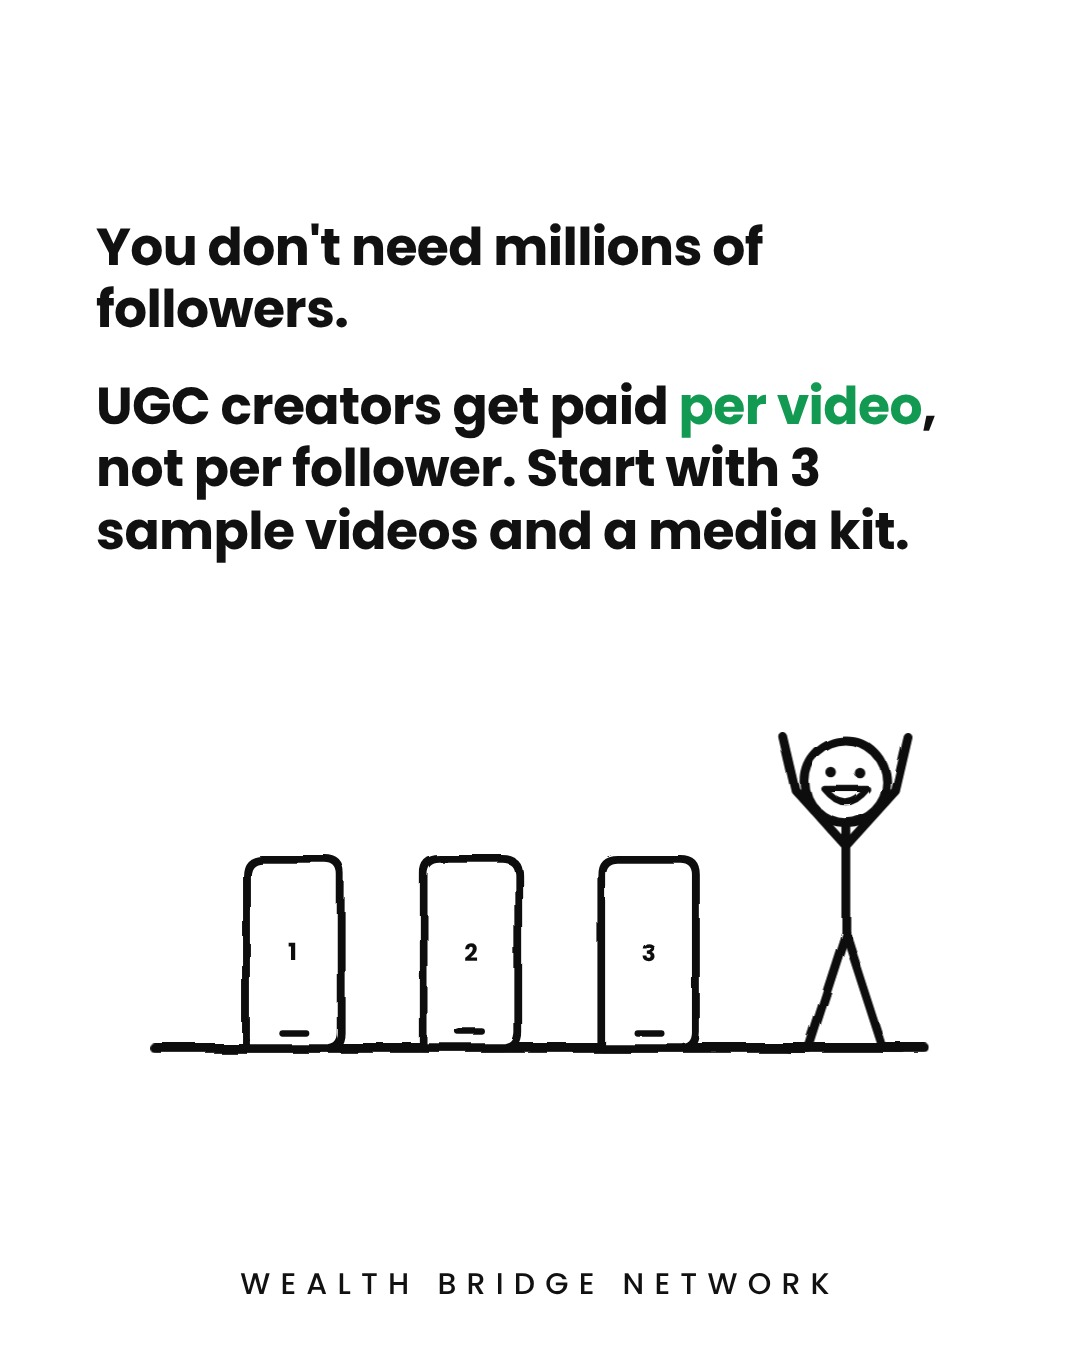 You don't need millions of
followers.
UGC creators get paid per video,
not per follower. Start with 3
sample videos and a media kit.
1
2
3
WEALTH BRIDGE NETWORK